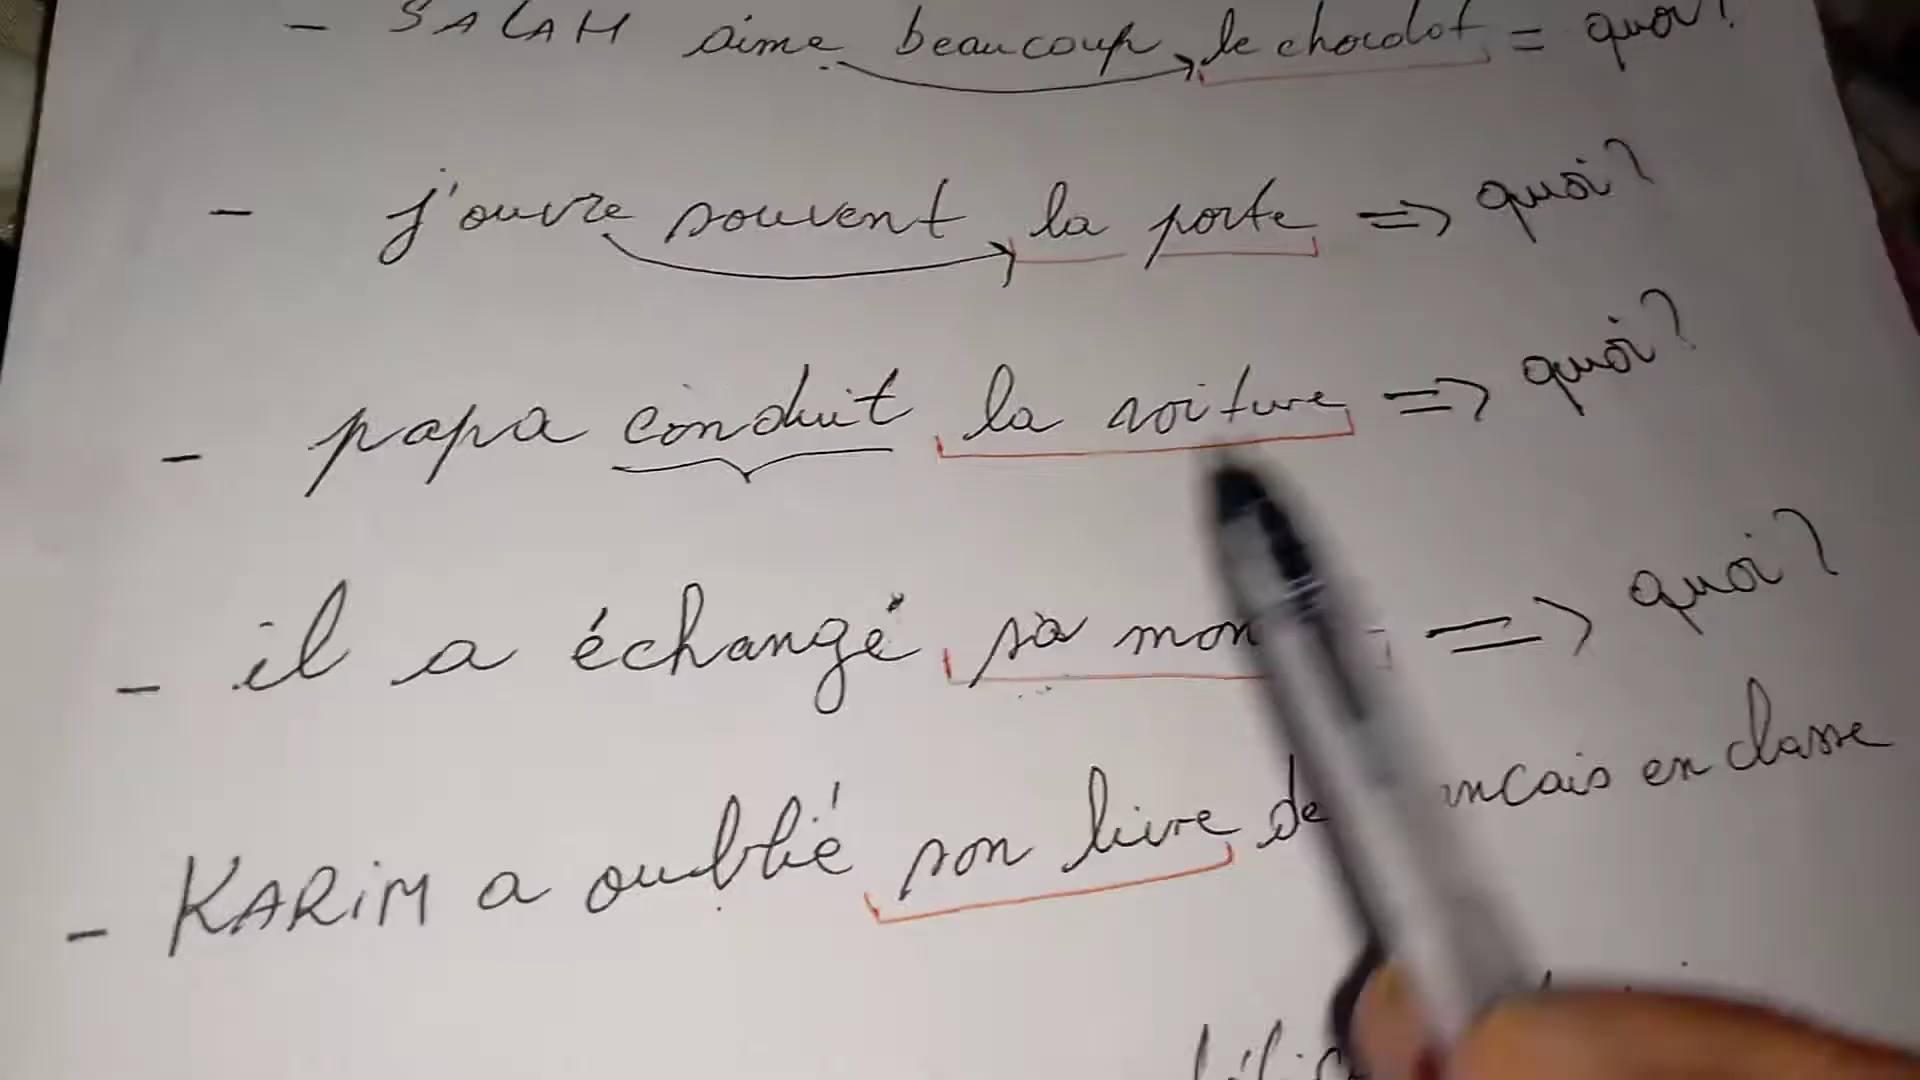 - SALAH aime beaucoup le chocolat = quoi?
- j'ouvre souvent la porte => quoi?
- papa conduit la voiture => quoi?
- il a échangé sa => quoi?
- KARiM a oublié son livre de en classe